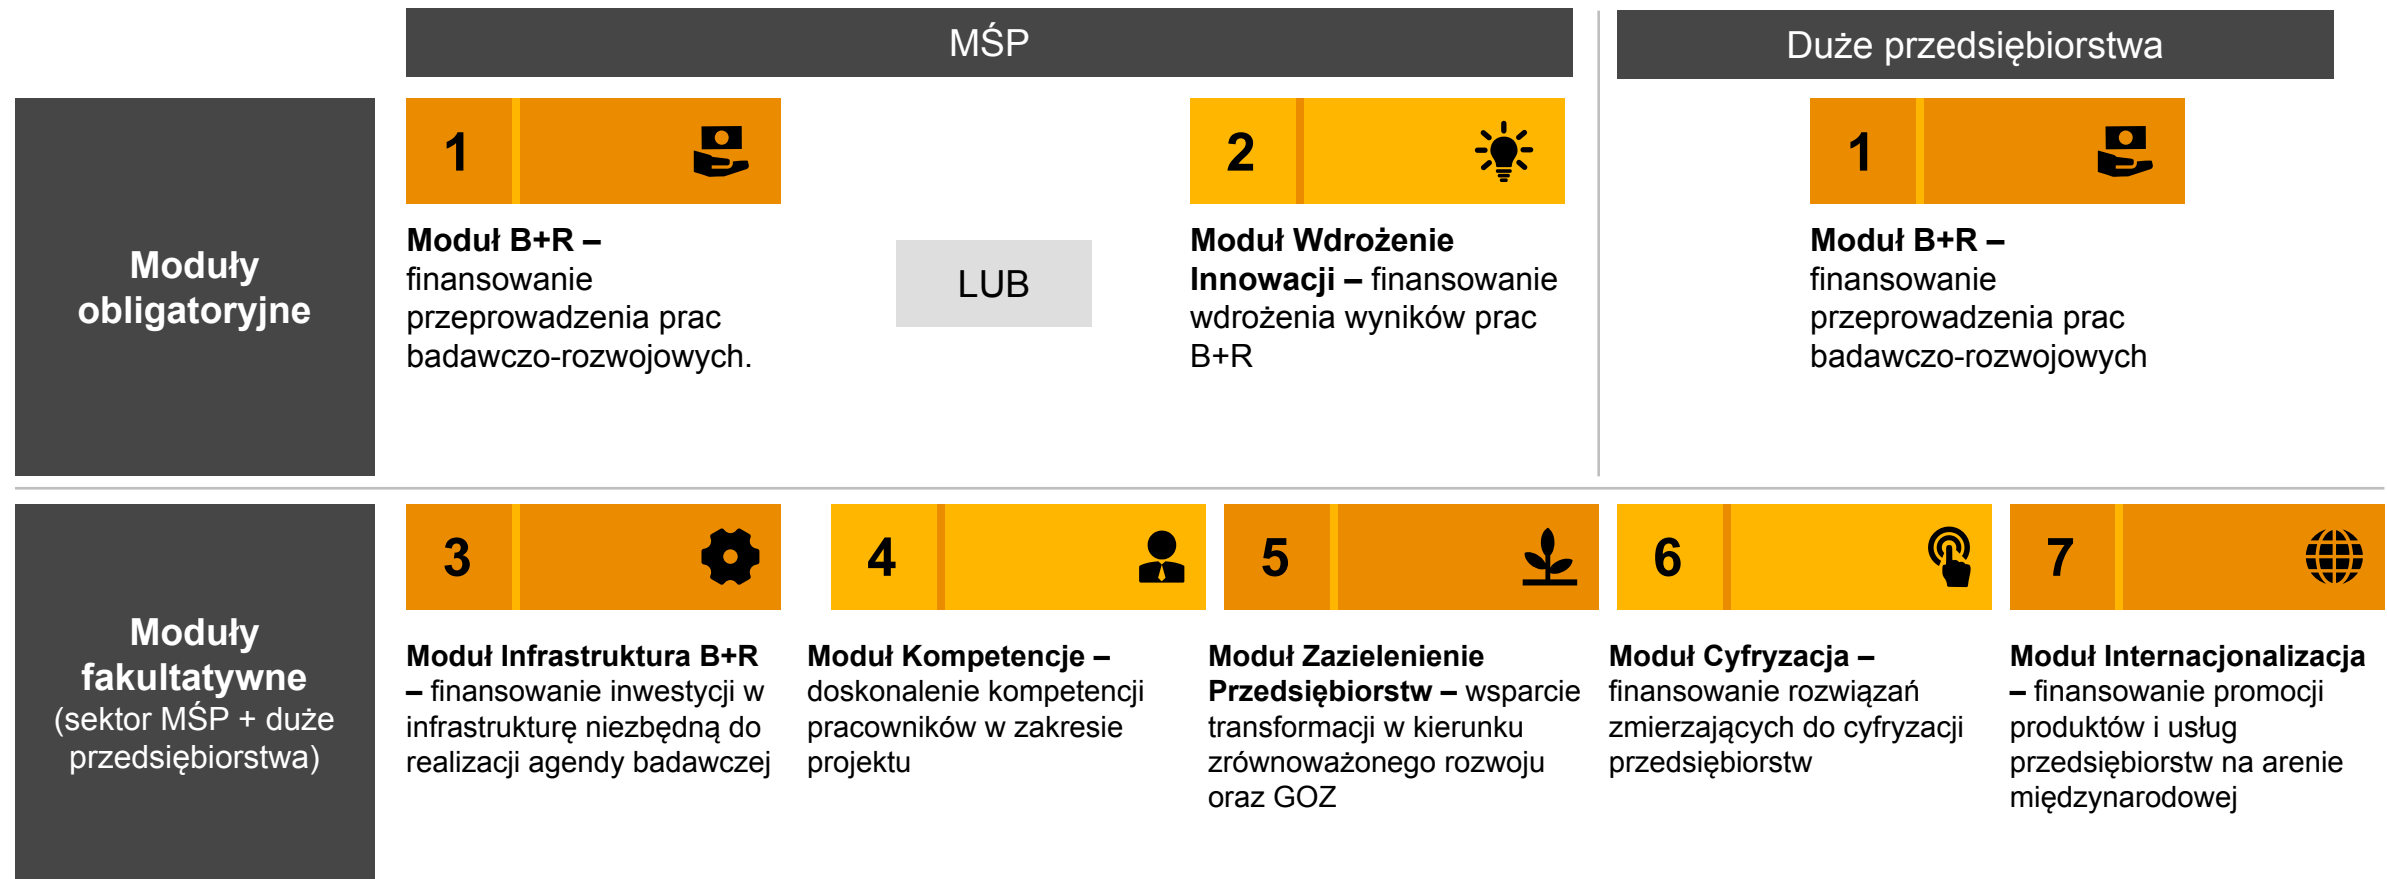 MŚP
Duże przedsiębiorstwa
Moduły
obligatoryjne
1
Moduł B+R –
finansowanie
przeprowadzenia prac
badawczo-rozwojowych.
LUB
2
Moduł Wdrożenie
Innowacji – finansowanie
wdrożenia wyników prac
B+R
1
Moduł B+R –
finansowanie
przeprowadzenia prac
badawczo-rozwojowych
Moduły
fakultatywne
(sektor MŚP + duże
przedsiębiorstwa)
3
Moduł Infrastruktura B+R
– finansowanie inwestycji w
infrastrukturę niezbędną do
realizacji agendy badawczej
4
Moduł Kompetencje –
doskonalenie kompetencji
pracowników w zakresie
projektu
5
Moduł Zazielenienie
Przedsiębiorstw – wsparcie
transformacji w kierunku
zrównoważonego rozwoju
oraz GOZ
6
Moduł Cyfryzacja –
finansowanie rozwiązań
zmierzających do cyfryzacji
przedsiębiorstw
7
Moduł Internacjonalizacja
– finansowanie promocji
produktów i usług
przedsiębiorstw na arenie
międzynarodowej